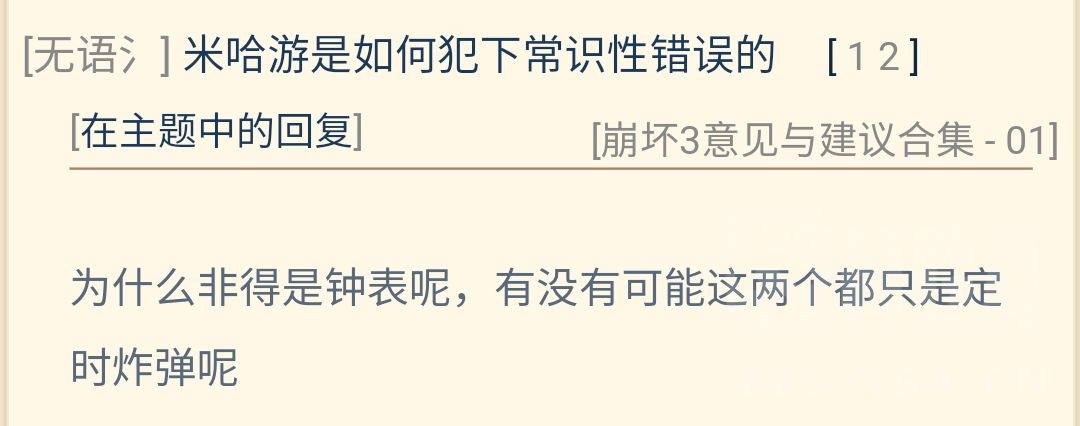 [无语氵] 米哈游是如何犯下常识性错误的 [ 1 2 ]
[在主题中的回复]
[崩坏3意见与建议合集 - 01]
为什么非得是钟表呢，有没有可能这两个都只是定
时炸弹呢